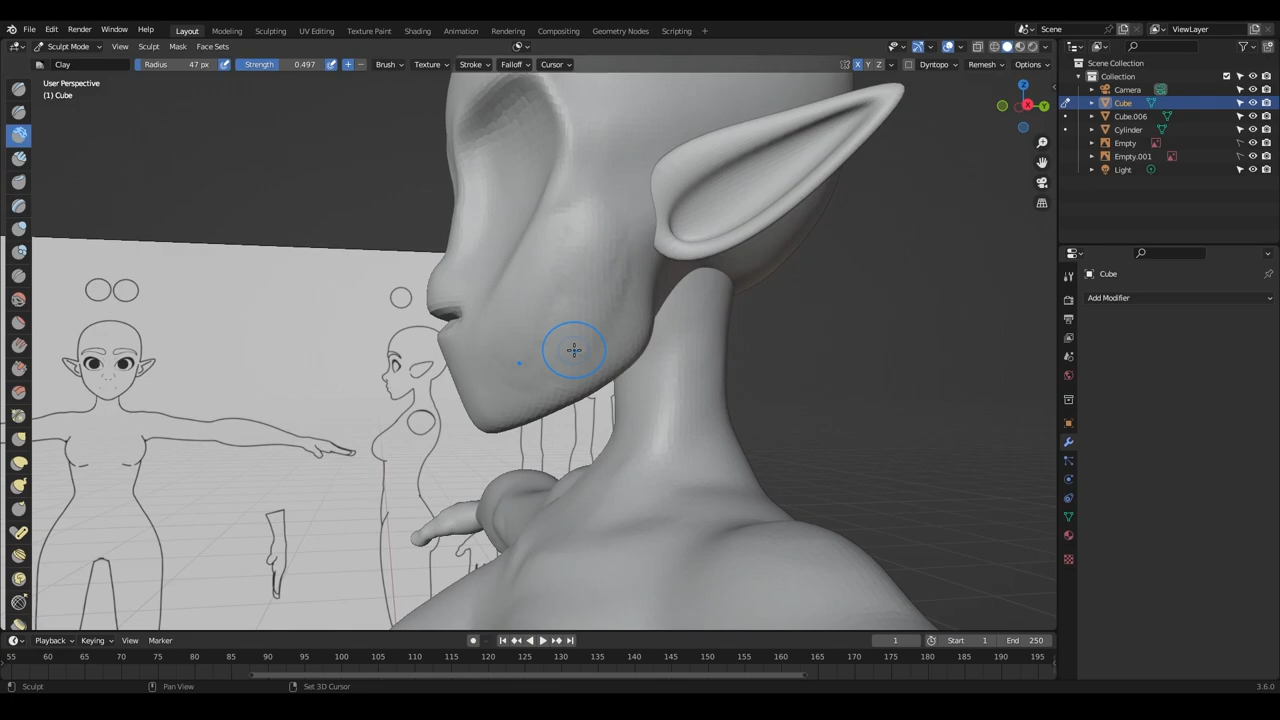 File Edit Render Window Help Layout Modeling Sculpting UV Editing Texture Paint Shading Animation Rendering Compositing Geometry Nodes Scripting Scene ViewLayer
Sculpt Mode View Sculpt Mask Face Sets
Clay Radius 47 px Strength 0.497 Brush Texture Stroke Falloff Cursor X Y Z Dyntopo Remesh Options
Scene Collection
Collection
Camera
Cube
Cube.006
Cylinder
Empty
Empty.001
Light
User Perspective
(1) Cube
Z
Y
X
Cube
Add Modifier
Playback Keying View Marker 1 Start 1 End 250
55 60 65 70 75 80 85 90 95 100 105 110 115 120 125 130 135 140 145 150 155 160 165 170 175 180 185 190 195
Sculpt Pan View Set 3D Cursor 3.6.0